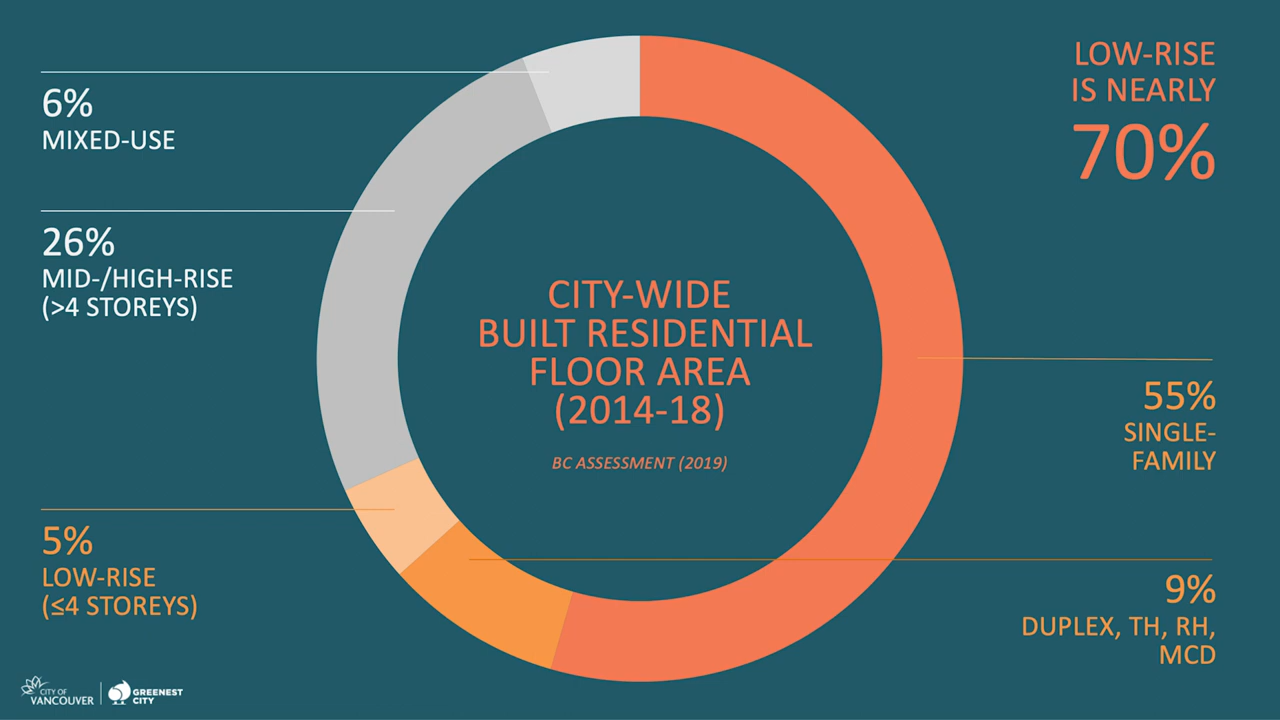 6%
MIXED-USE
26%
MID-/HIGH-RISE
(>4 STOREYS)
5%
LOW-RISE
(≤4 STOREYS)
CITY-WIDE
BUILT RESIDENTIAL
FLOOR AREA
(2014-18)
BC ASSESSMENT (2019)
LOW-RISE
IS NEARLY
70%
55%
SINGLE-
FAMILY
9%
DUPLEX, TH, RH,
MCD
CITY OF
VANCOUVER
GREENEST
CITY